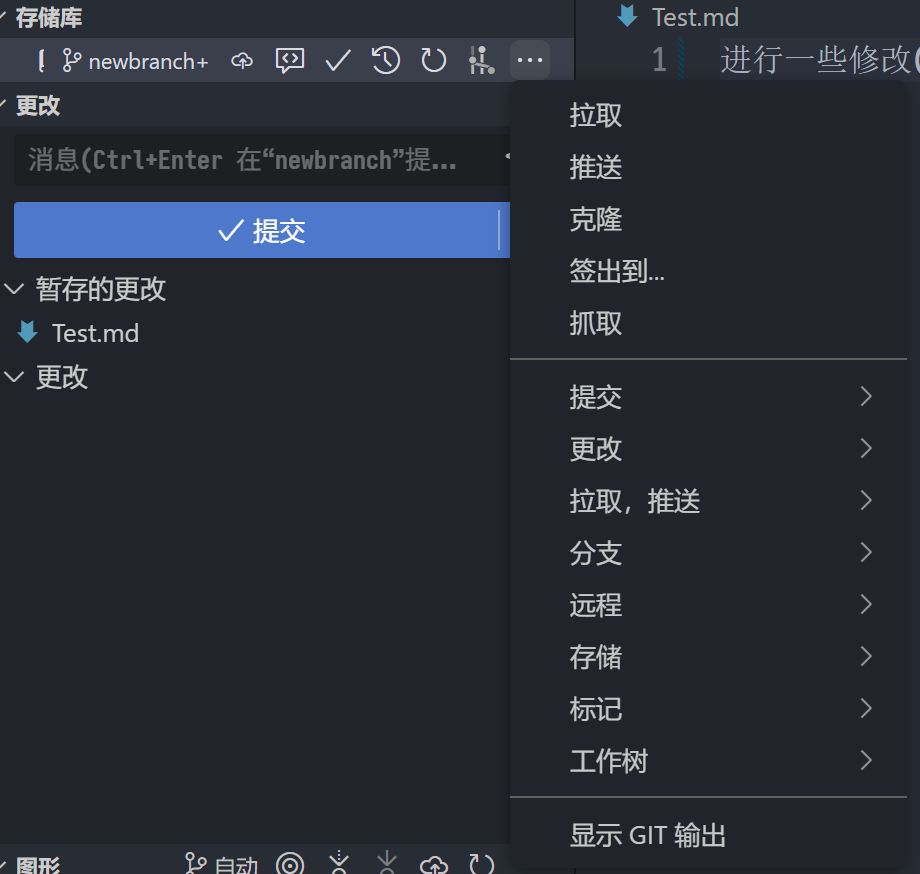 存储库
newbranch+
更改
消息(Ctrl+Enter 在“newbranch”提...
提交
暂存的更改
Test.md
更改
图形
自动
Test.md
1 进行一些修改(
拉取
推送
克隆
签出到...
抓取
提交
更改
拉取，推送
分支
远程
存储
标记
工作树
显示 GIT 输出